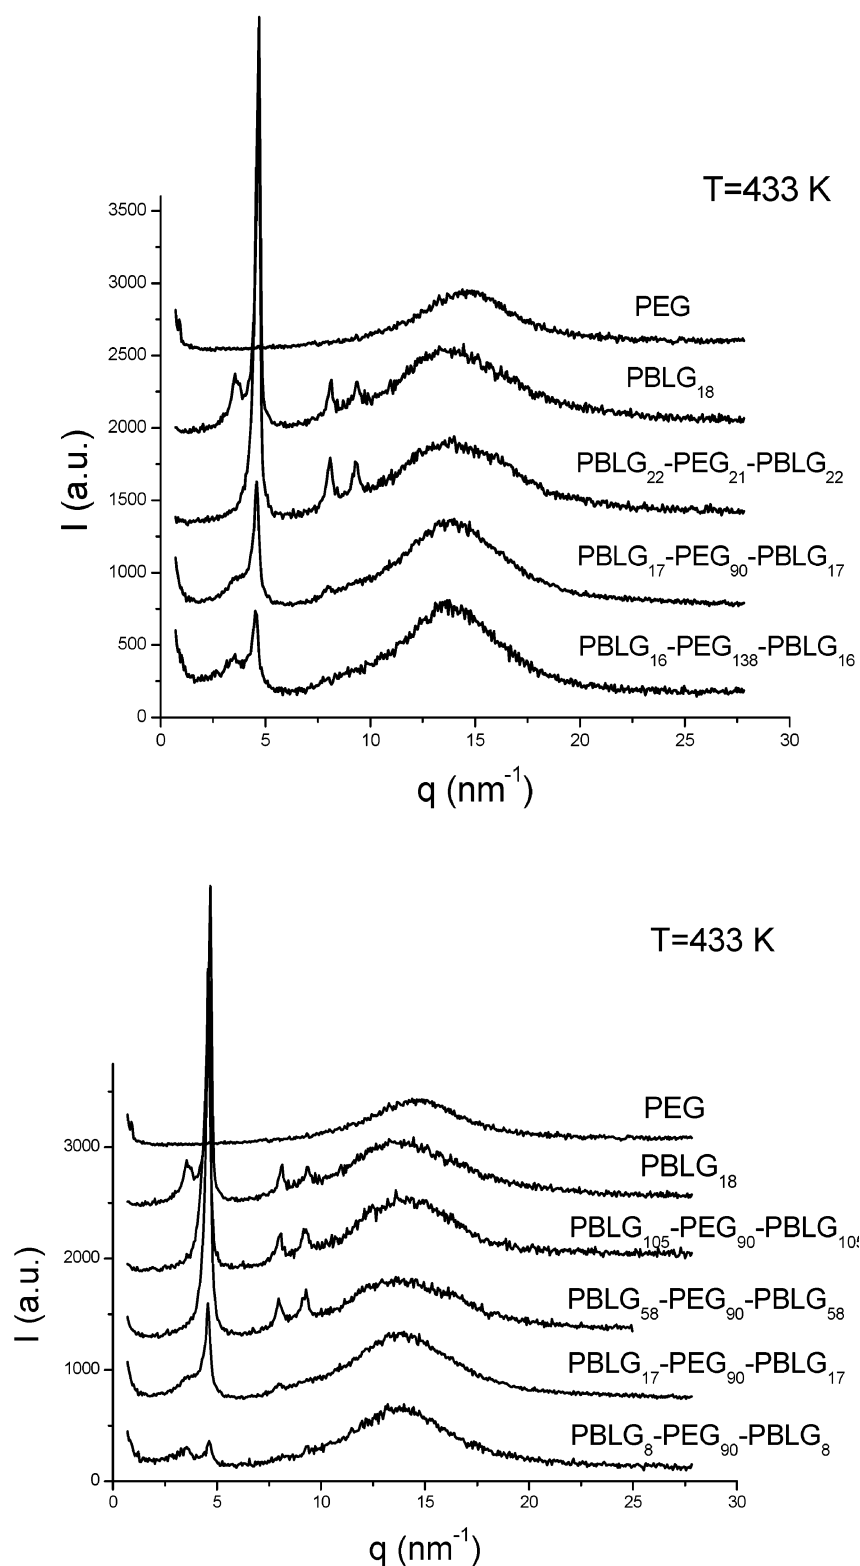 T=433 K
3500
3000
2500
2000
1500
1000
500
0
I (a.u.)
PEG
PBLG18
PBLG22-PEG21-PBLG22
PBLG17-PEG90-PBLG17
PBLG16-PEG138-PBLG16
0 5 10 15 20 25 30
q (nm-1)
T=433 K
3000
2000
1000
0
I (a.u.)
PEG
PBLG18
PBLG105-PEG90-PBLG105
PBLG58-PEG90-PBLG58
PBLG17-PEG90-PBLG17
PBLG8-PEG90-PBLG8
0 5 10 15 20 25 30
q (nm-1)